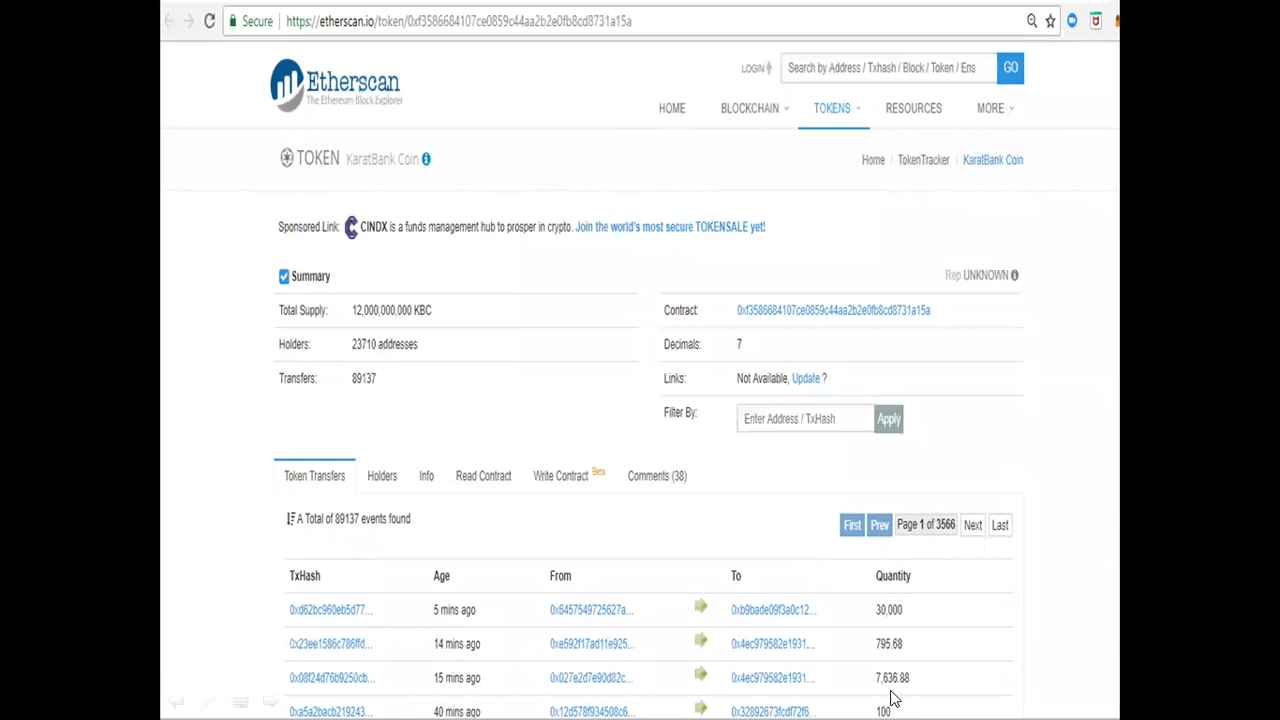 Secure https://etherscan.io/token/0xf3586684107ce0859c44aa2b2e0fb8cd8731a15a
LOGIN Search by Address / Txhash / Block / Token / Ens GO
Etherscan
The Ethereum Block Explorer
HOME BLOCKCHAIN TOKENS RESOURCES MORE
TOKEN KaratBank Coin Home / TokenTracker / KaratBank Coin
Sponsored Link: CINDX is a funds management hub to prosper in crypto. Join the world's most secure TOKENSALE yet!
Summary Rep UNKNOWN
Total Supply: 12,000,000,000 KBC Contract: 0xf3586684107ce0859c44aa2b2e0fb8cd8731a15a
Holders: 23710 addresses Decimals: 7
Transfers: 89137 Links: Not Available, Update ?
Filter By: Enter Address / TxHash Apply
Token Transfers Holders Info Read Contract Write Contract Beta Comments (38)
A Total of 89137 events found First Prev Page 1 of 3566 Next Last
TxHash Age From To Quantity
0xd62bc960eb5d77... 5 mins ago 0x6457549725627a... 0xb9bade09f3a0c12... 30,000
0x23ee1586c786ffd... 14 mins ago 0xe592f17ad11e925... 0x4ec979582e1931... 795.68
0x08f24d76b9250cb... 15 mins ago 0x027e2d7e90d82c... 0x4ec979582e1931... 7,636.88
0xa5a2bacb219243... 40 mins ago 0x12d578f934508c6... 0x32892673fcdf72f6... 100